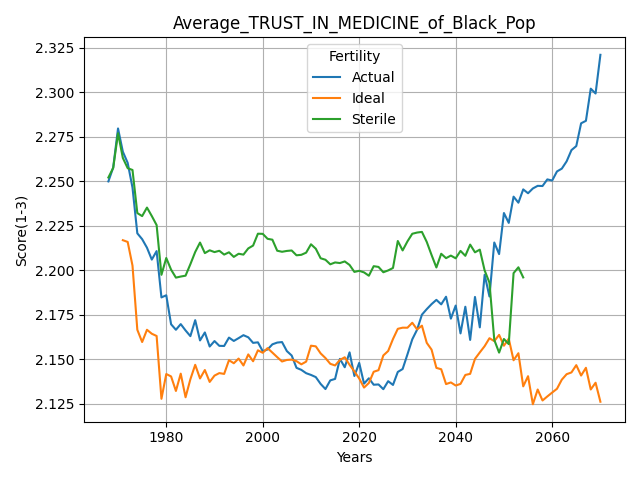 Average_TRUST_IN_MEDICINE_of_Black_Pop
Fertility
Actual
Ideal
Sterile
Score(1-3)
2.325
2.300
2.275
2.250
2.225
2.200
2.175
2.150
2.125
1980
2000
2020
2040
2060
Years